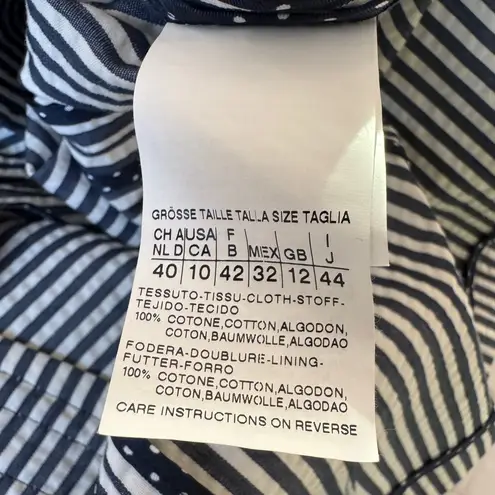 GRÖSSE TAILLE TALLA SIZE TAGLIA
CH A USA F I
NL D CA B MEX GB J
40 10 42 32 12 44
TESSUTO-TISSU-CLOTH-STOFF-
TEJIDO-TECIDO
100% COTONE,COTTON,ALGODON,
COTON,BAUMWOLLE,ALGODAO
FODERA-DOUBLURE-LINING-
FUTTER-FORRO
100% COTONE,COTTON,ALGODON,
COTON,BAUMWOLLE,ALGODAO
CARE INSTRUCTIONS ON REVERSE